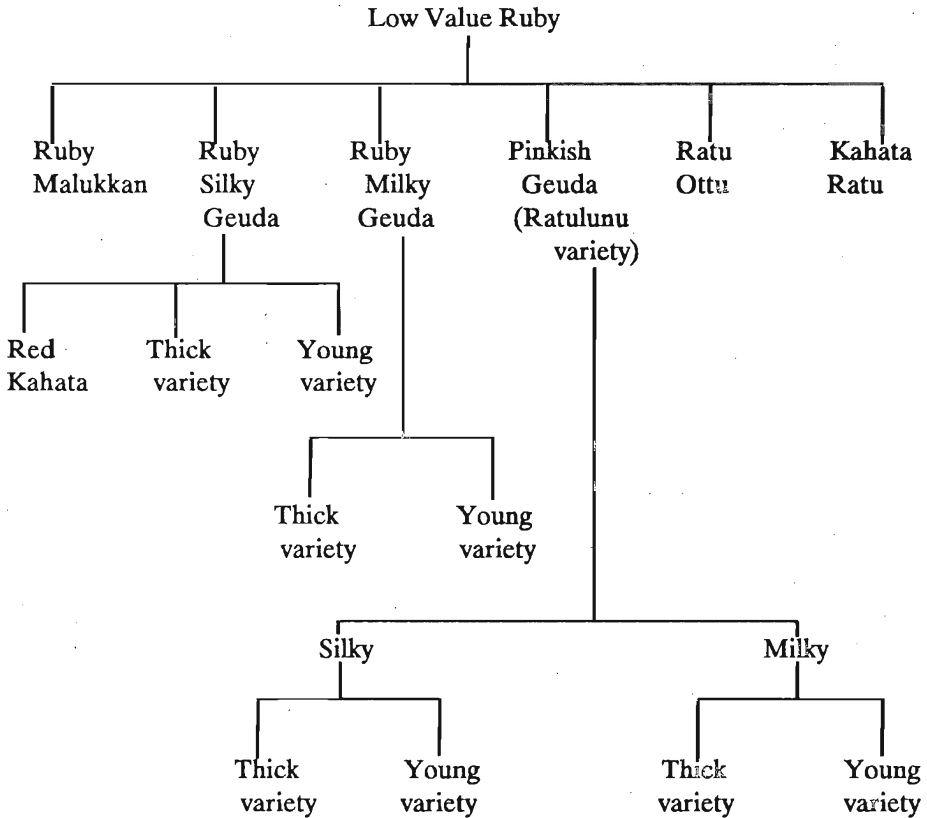 Low Value Ruby
Ruby
Malukkan
Ruby
Silky
Geuda
Ruby
Milky
Geuda
Pinkish
Geuda
(Ratulunu
variety)
Ratu
Ottu
Kahata
Ratu
Red
Kahata
Thick
variety
Young
variety
Thick
variety
Young
variety
Silky
Milky
Thick
variety
Young
variety
Thick
variety
Young
variety